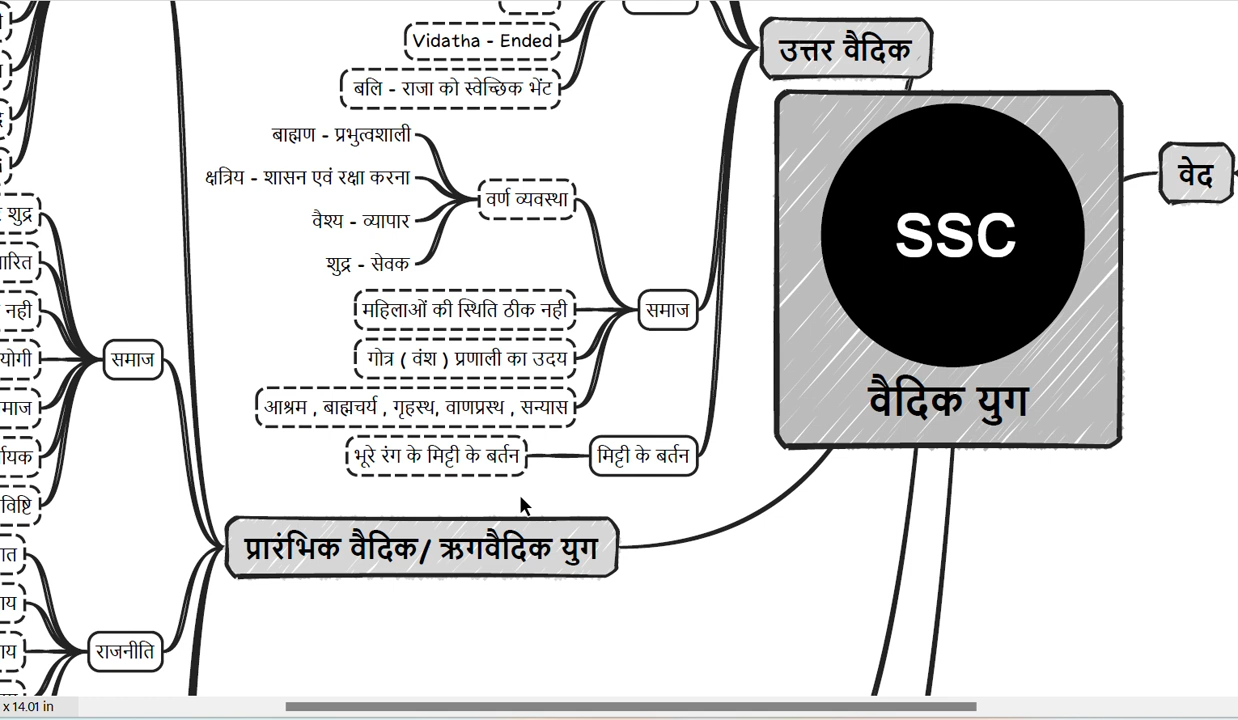 Vidatha - Ended
बलि - राजा को स्वेच्छिक भेंट
उत्तर वैदिक
बाह्मण - प्रभुत्वशाली
क्षत्रिय - शासन एवं रक्षा करना
वैश्य - व्यापार
शुद्र - सेवक
वर्ण व्यवस्था
महिलाओं की स्थिति ठीक नही
गोत्र ( वंश ) प्रणाली का उदय
आश्रम , बाह्मचर्य , गृहस्थ, वाणप्रस्थ , सन्यास
समाज
भूरे रंग के मिट्टी के बर्तन
मिट्टी के बर्तन
SSC
वैदिक युग
वेद
प्रारंभिक वैदिक/ ऋगवैदिक युग
शुद्र
नही
समाज
राजनीति
x 14.01 in